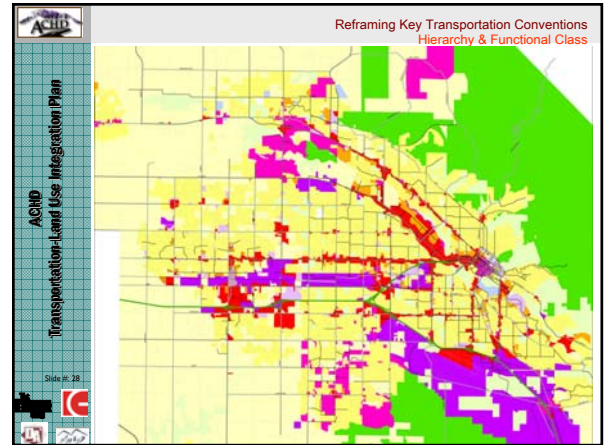 ACHD
Reframing Key Transportation Conventions
Hierarchy & Functional Class
ACHD
Transportation-Land Use Integration Plan
Slide #: 28